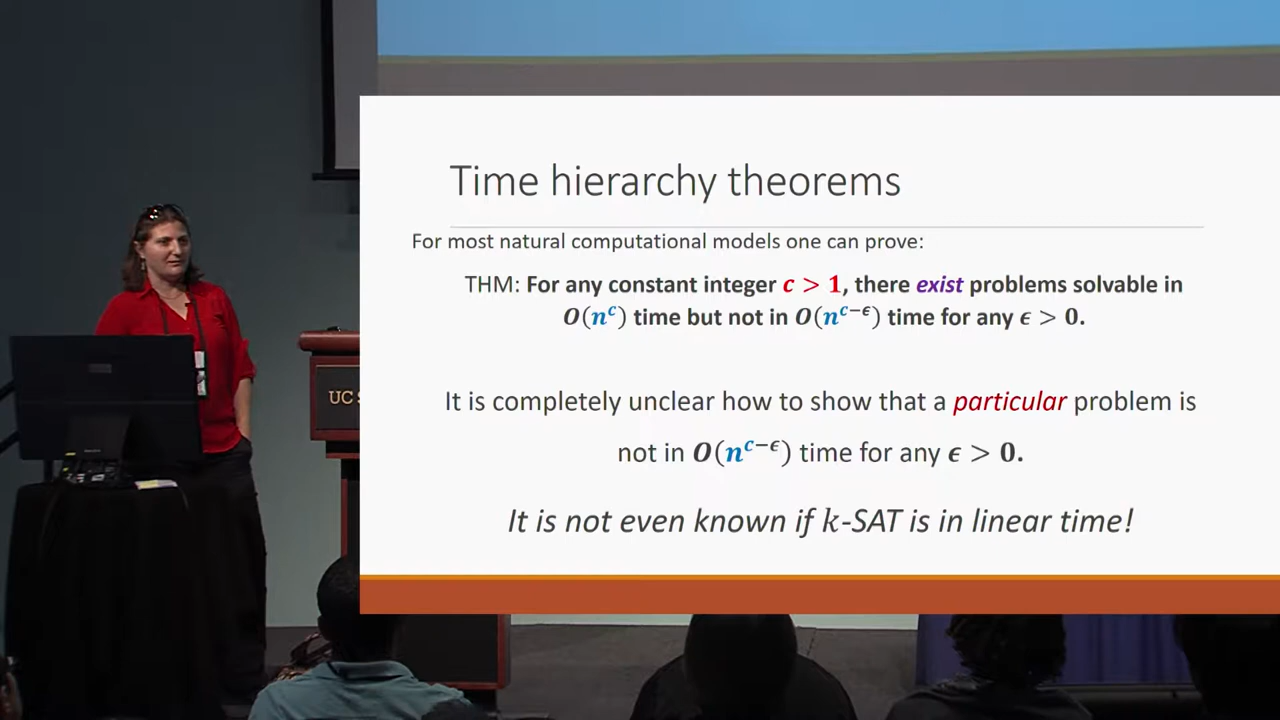 Time hierarchy theorems
For most natural computational models one can prove:
THM: For any constant integer c > 1, there exist problems solvable in
O(n^c) time but not in O(n^{c−ϵ}) time for any ϵ > 0.
It is completely unclear how to show that a particular problem is
not in O(n^{c−ϵ}) time for any ϵ > 0.
It is not even known if k-SAT is in linear time!
UC S